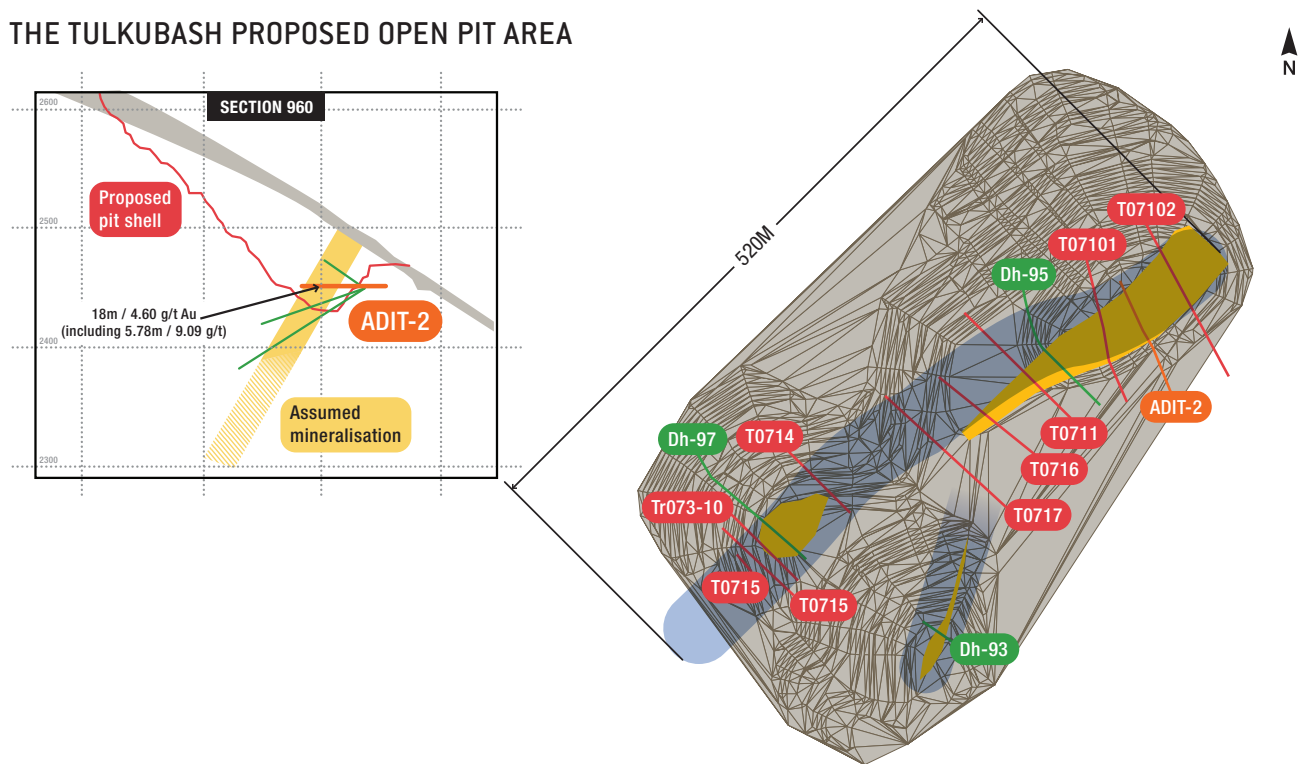 THE TULKUBASH PROPOSED OPEN PIT AREA
N
SECTION 960
2600
Proposed
pit shell
2500
18m / 4.60 g/t Au
(including 5.78m / 9.09 g/t)
ADIT-2
2400
Assumed
mineralisation
2300
520M
T07102
T07101
Dh-95
ADIT-2
T0711
T0716
T0717
T0714
Dh-97
Tr073-10
T0715
T0715
Dh-93